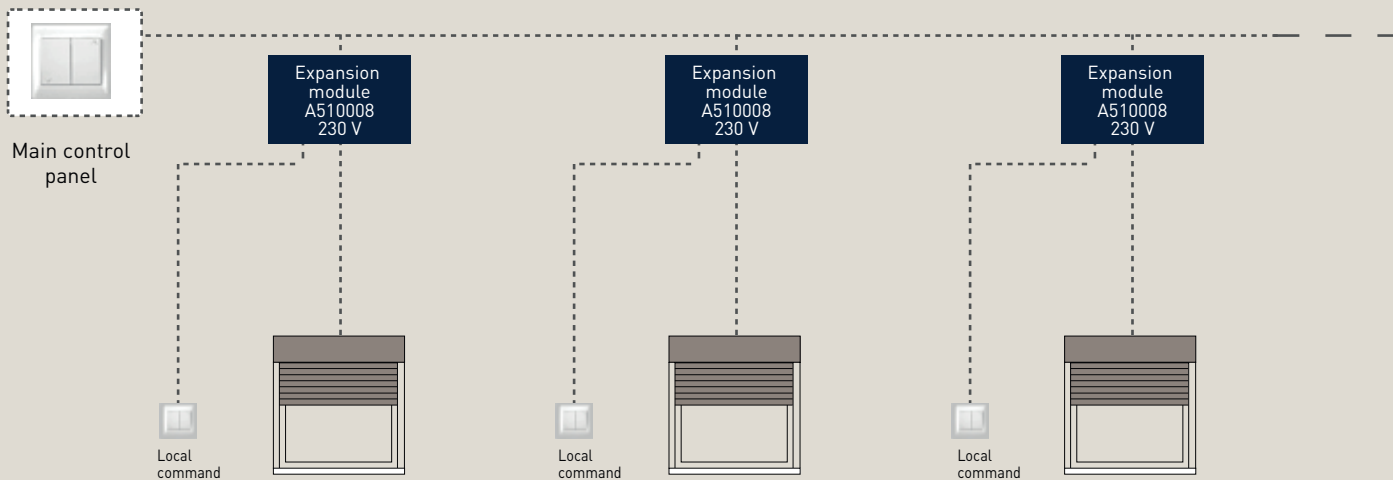 Main control
panel
Expansion
module
A510008
230 V
Expansion
module
A510008
230 V
Expansion
module
A510008
230 V
Local
command
Local
command
Local
command